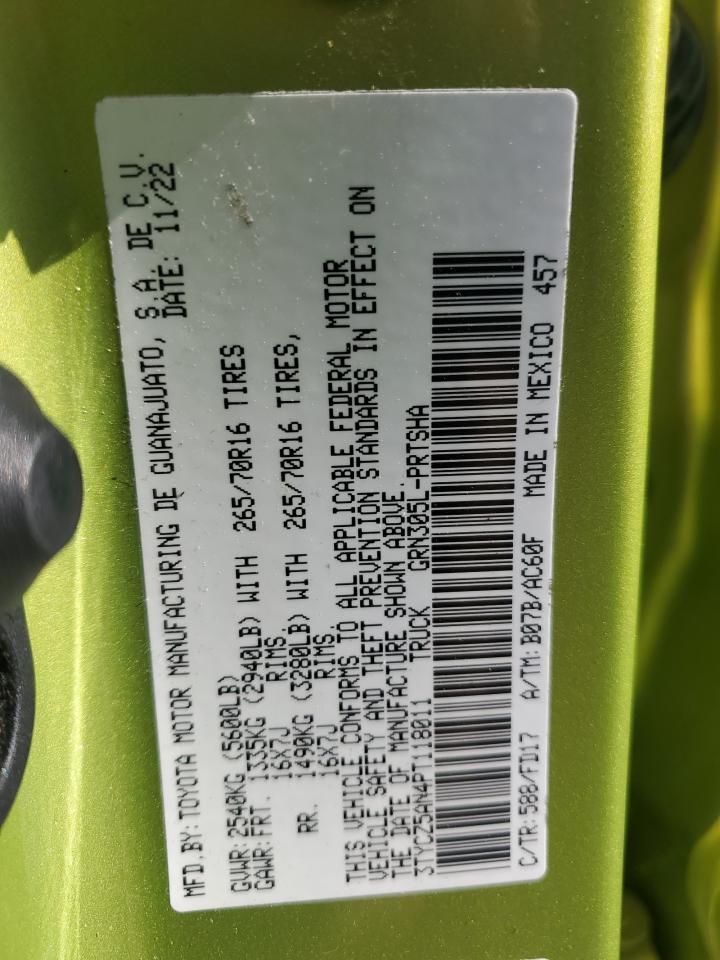 MFD.BY: TOYOTA MOTOR MANUFACTURING DE GUANAJUATO, S.A. DE C.V.
DATE: 11/22
GVWR: 2540KG (5600LB)
GAWR: FRT. 1335KG (2940LB) WITH 265/70R16 TIRES
16X7J RIMS.
RR. 1490KG (3280LB) WITH 265/70R16 TIRES,
16X7J RIMS.
THIS VEHICLE CONFORMS TO ALL APPLICABLE FEDERAL MOTOR
VEHICLE SAFETY AND THEFT PREVENTION STANDARDS IN EFFECT ON
THE DATE OF MANUFACTURE SHOWN ABOVE.
3TYCZ5AN4PT118011 TRUCK GRN305L-PRTSHA
C/TR: 588/FD17 A/TM: B07B/AC60F MADE IN MEXICO 457